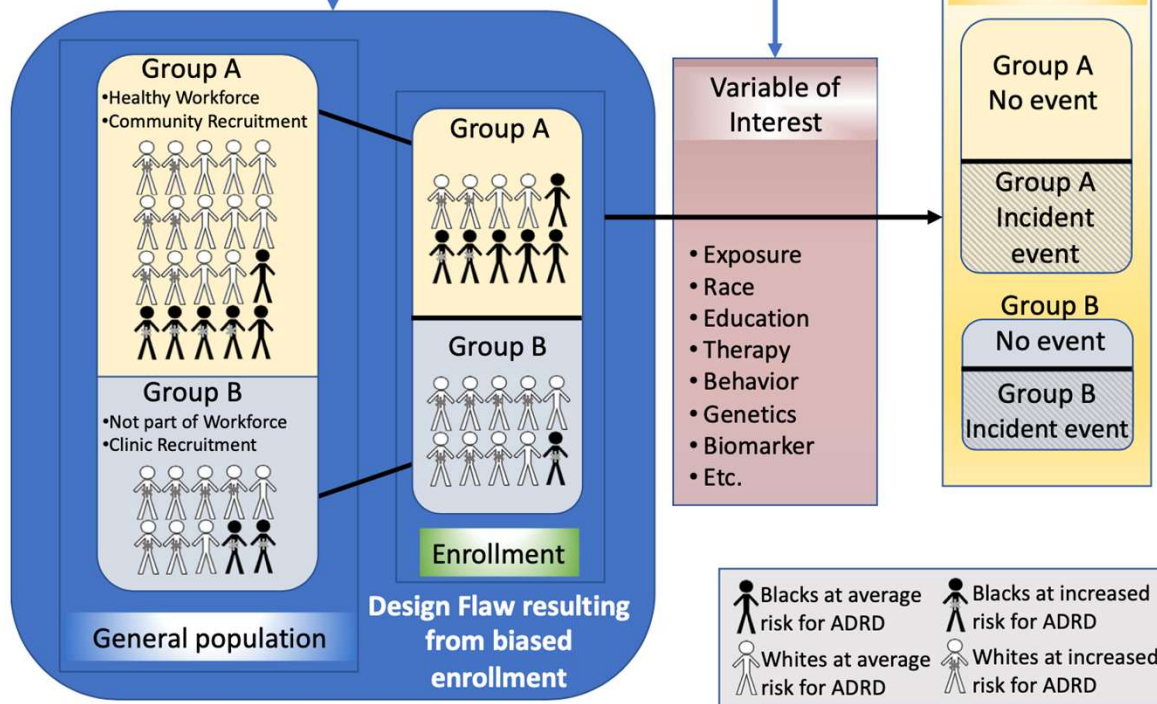 Group A
•Healthy Workforce
•Community Recruitment
Group B
•Not part of Workforce
•Clinic Recruitment
General population
Group A
Group B
Enrollment
Design Flaw resulting
from biased
enrollment
Variable of
Interest
• Exposure
• Race
• Education
• Therapy
• Behavior
• Genetics
• Biomarker
• Etc.
Group A
No event
Group A
Incident
event
Group B
No event
Group B
Incident event
Blacks at average
risk for ADRD
Blacks at increased
risk for ADRD
Whites at average
risk for ADRD
Whites at increased
risk for ADRD